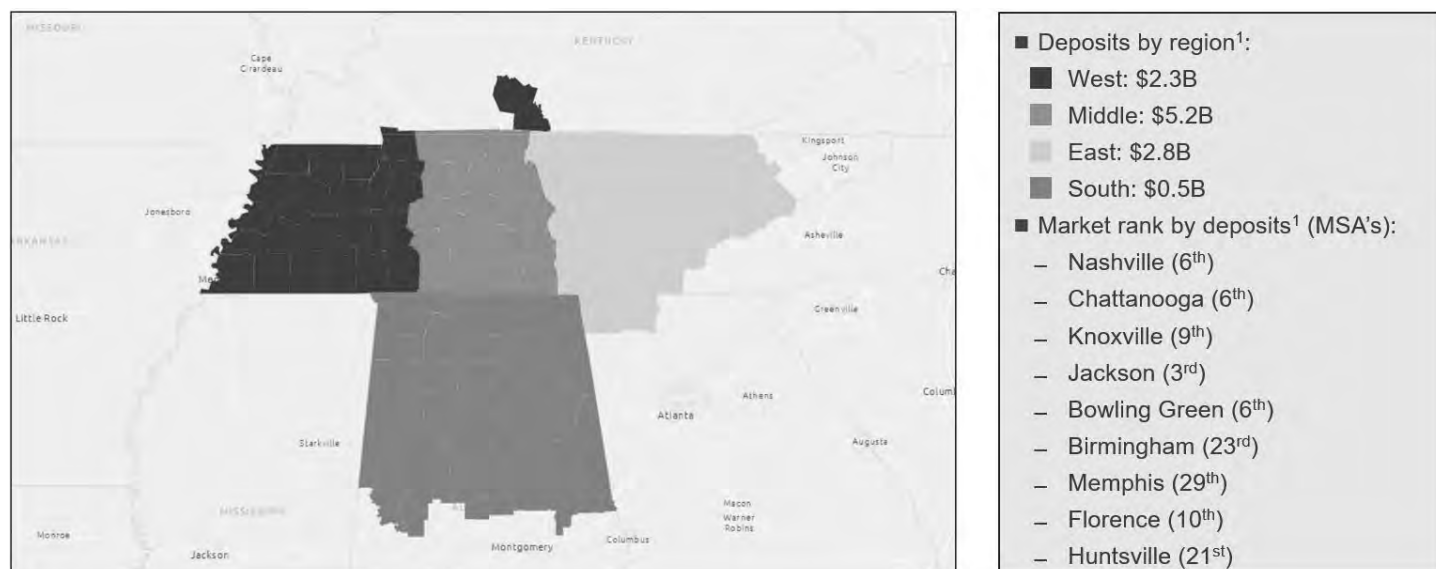 MISSOURI
KENTUCKY
Cape
Girardeau
Kingsport
Johnson
City
Jonesboro
ARKANSAS
Asheville
Little Rock
Greenville
Athens
Atlanta
Starkville
Augusta
MISSISSIPPI
Macon
Warner
Robins
Monroe
Columbus
Montgomery
Jackson
■ Deposits by region¹:
West: $2.3B
Middle: $5.2B
East: $2.8B
South: $0.5B
■ Market rank by deposits¹ (MSA's):
– Nashville (6th)
– Chattanooga (6th)
– Knoxville (9th)
– Jackson (3rd)
– Bowling Green (6th)
– Birmingham (23rd)
– Memphis (29th)
– Florence (10th)
– Huntsville (21st)